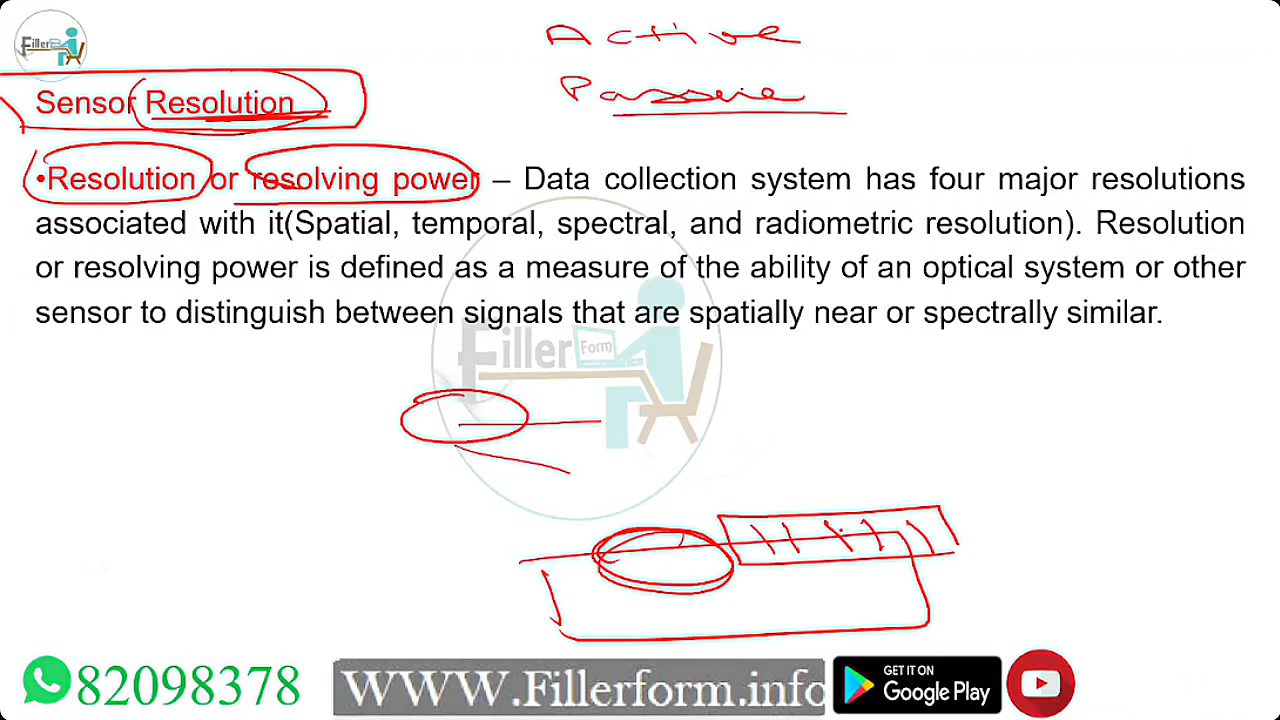 Filler
Active
Passive
Sensor Resolution
•Resolution or resolving power – Data collection system has four major resolutions
associated with it(Spatial, temporal, spectral, and radiometric resolution). Resolution
or resolving power is defined as a measure of the ability of an optical system or other
sensor to distinguish between signals that are spatially near or spectrally similar.
Filler Form
82098378
WWW.Fillerform.info
GET IT ON
Google Play